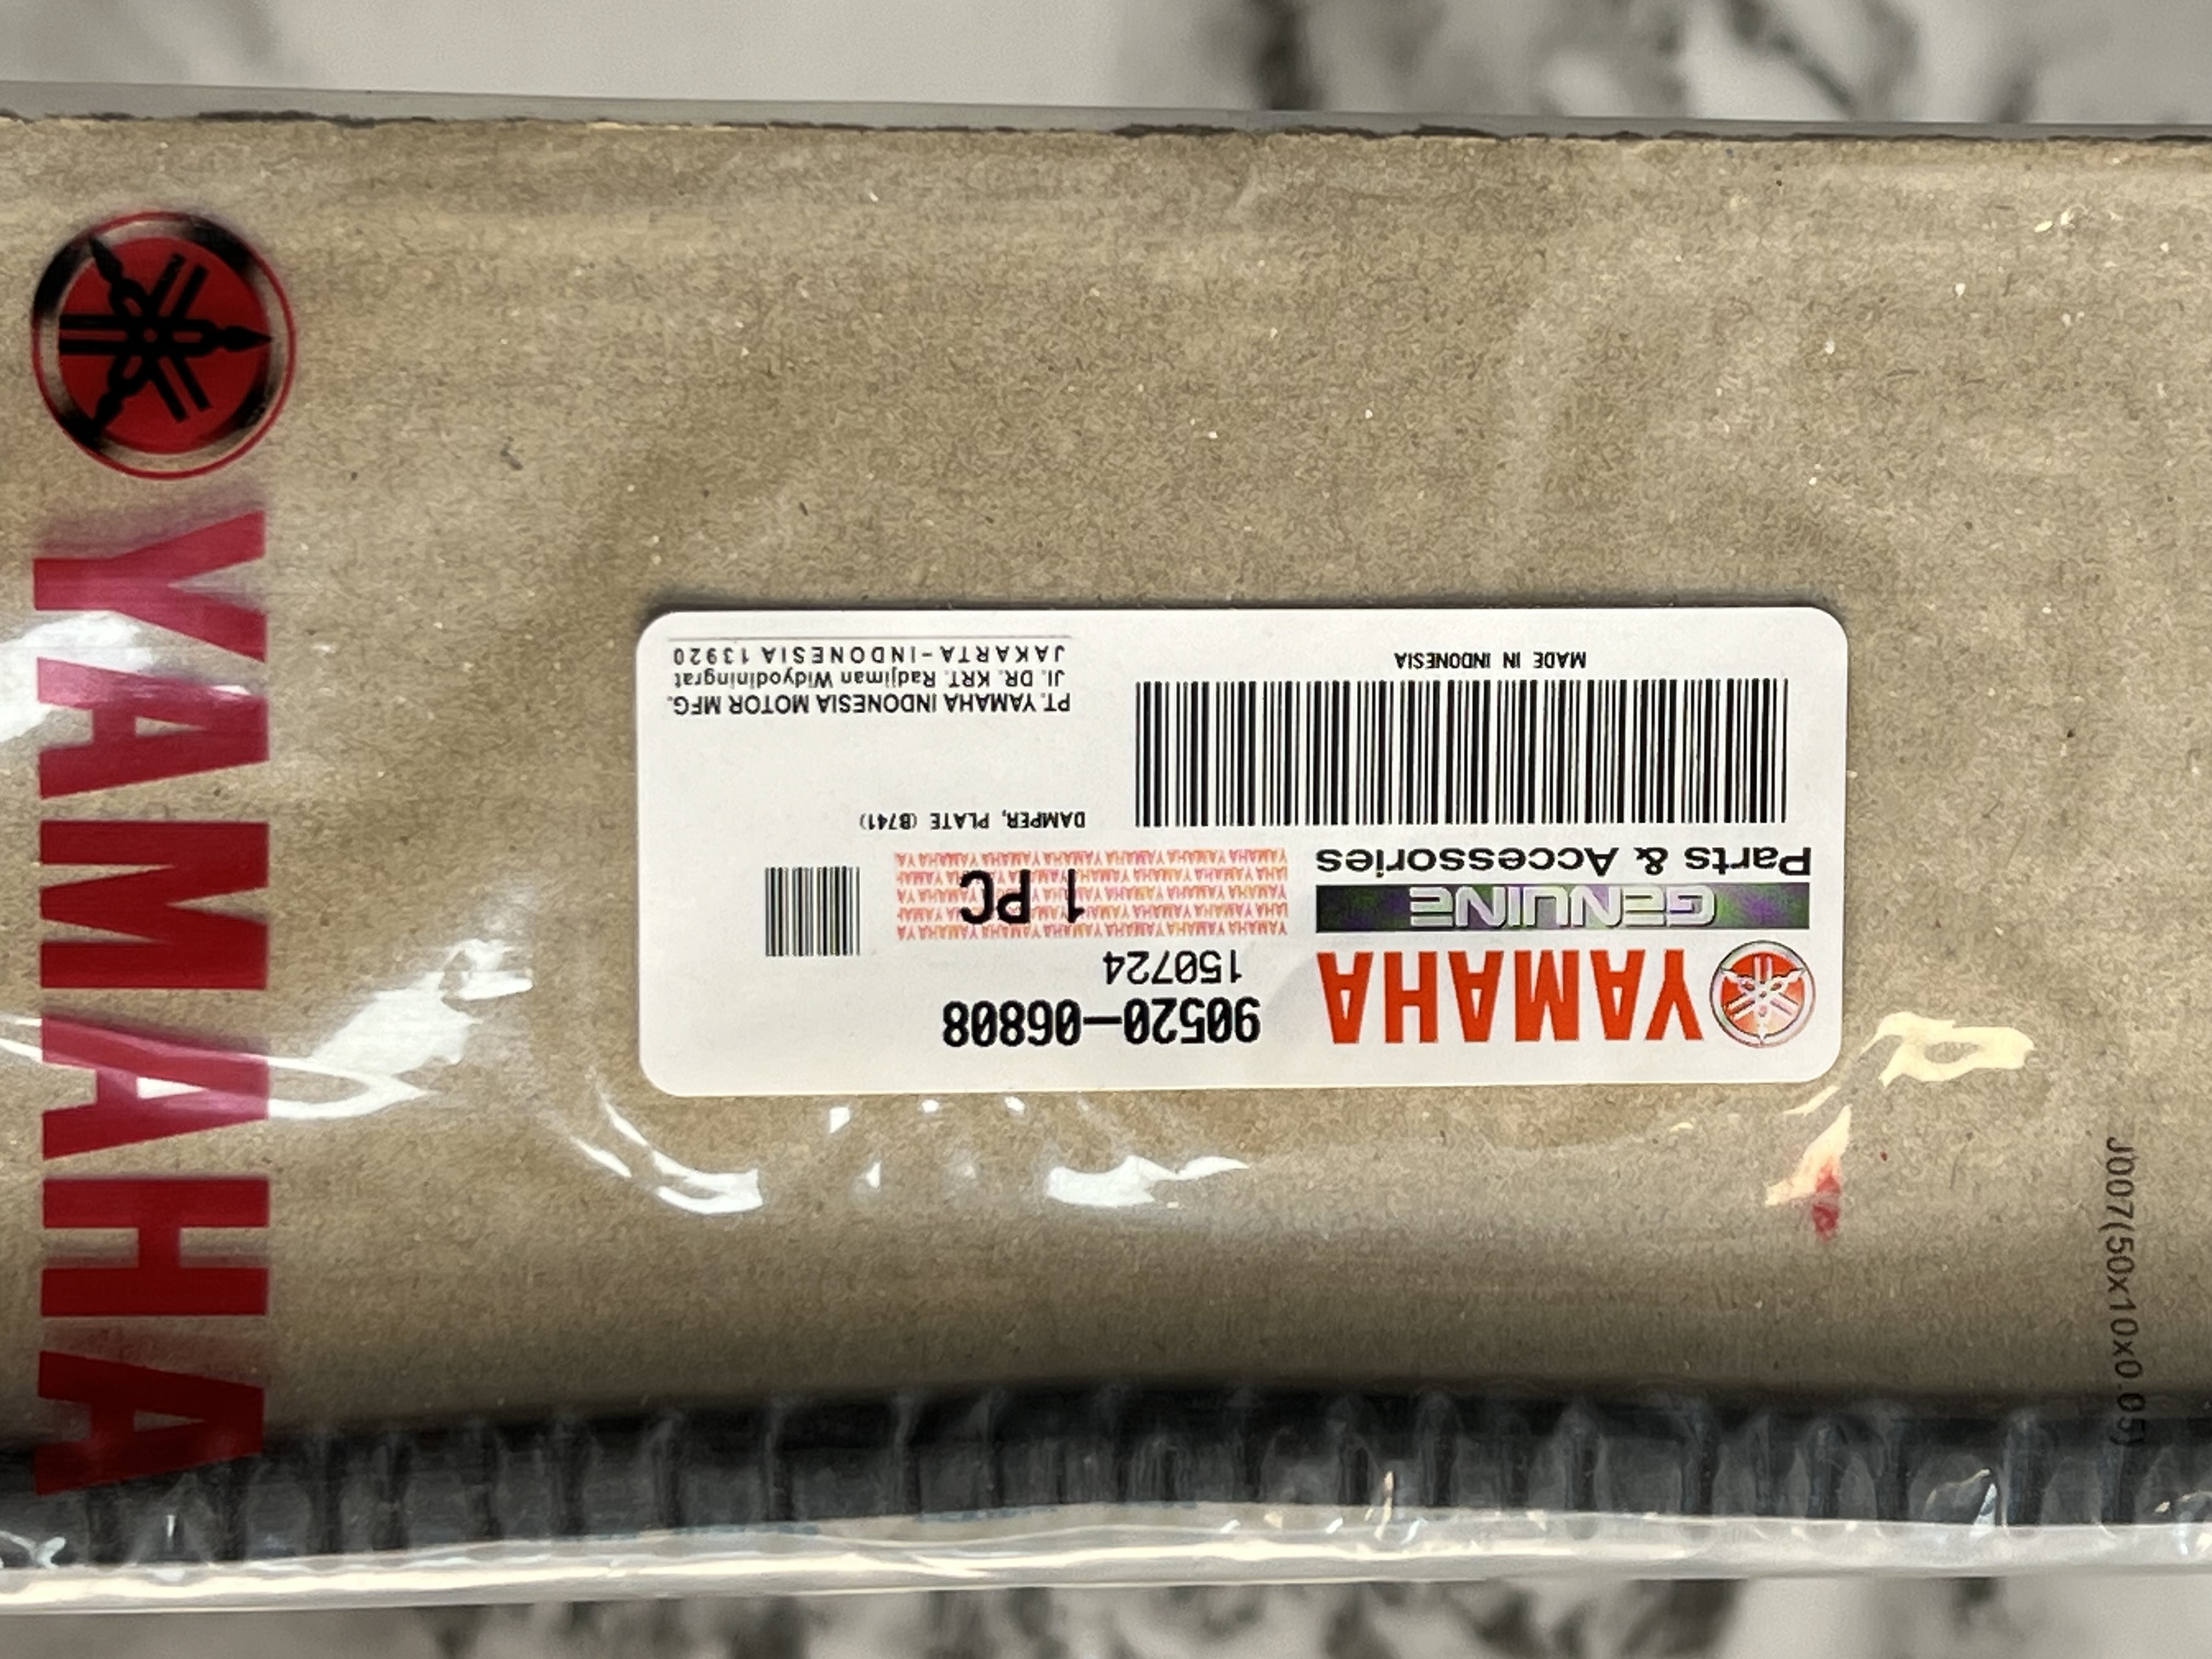 YAMAHA
YAMAHA
GENUINE
Parts & Accessories
90520-06808
150724
1 PC
DAMPER, PLATE (B741)
MADE IN INDONESIA
PT. YAMAHA INDONESIA MOTOR MFG.
Jl. DR. KRT. Radjiman Widyodiningrat
JAKARTA-INDONESIA 13920
J007(50x10x0.05)